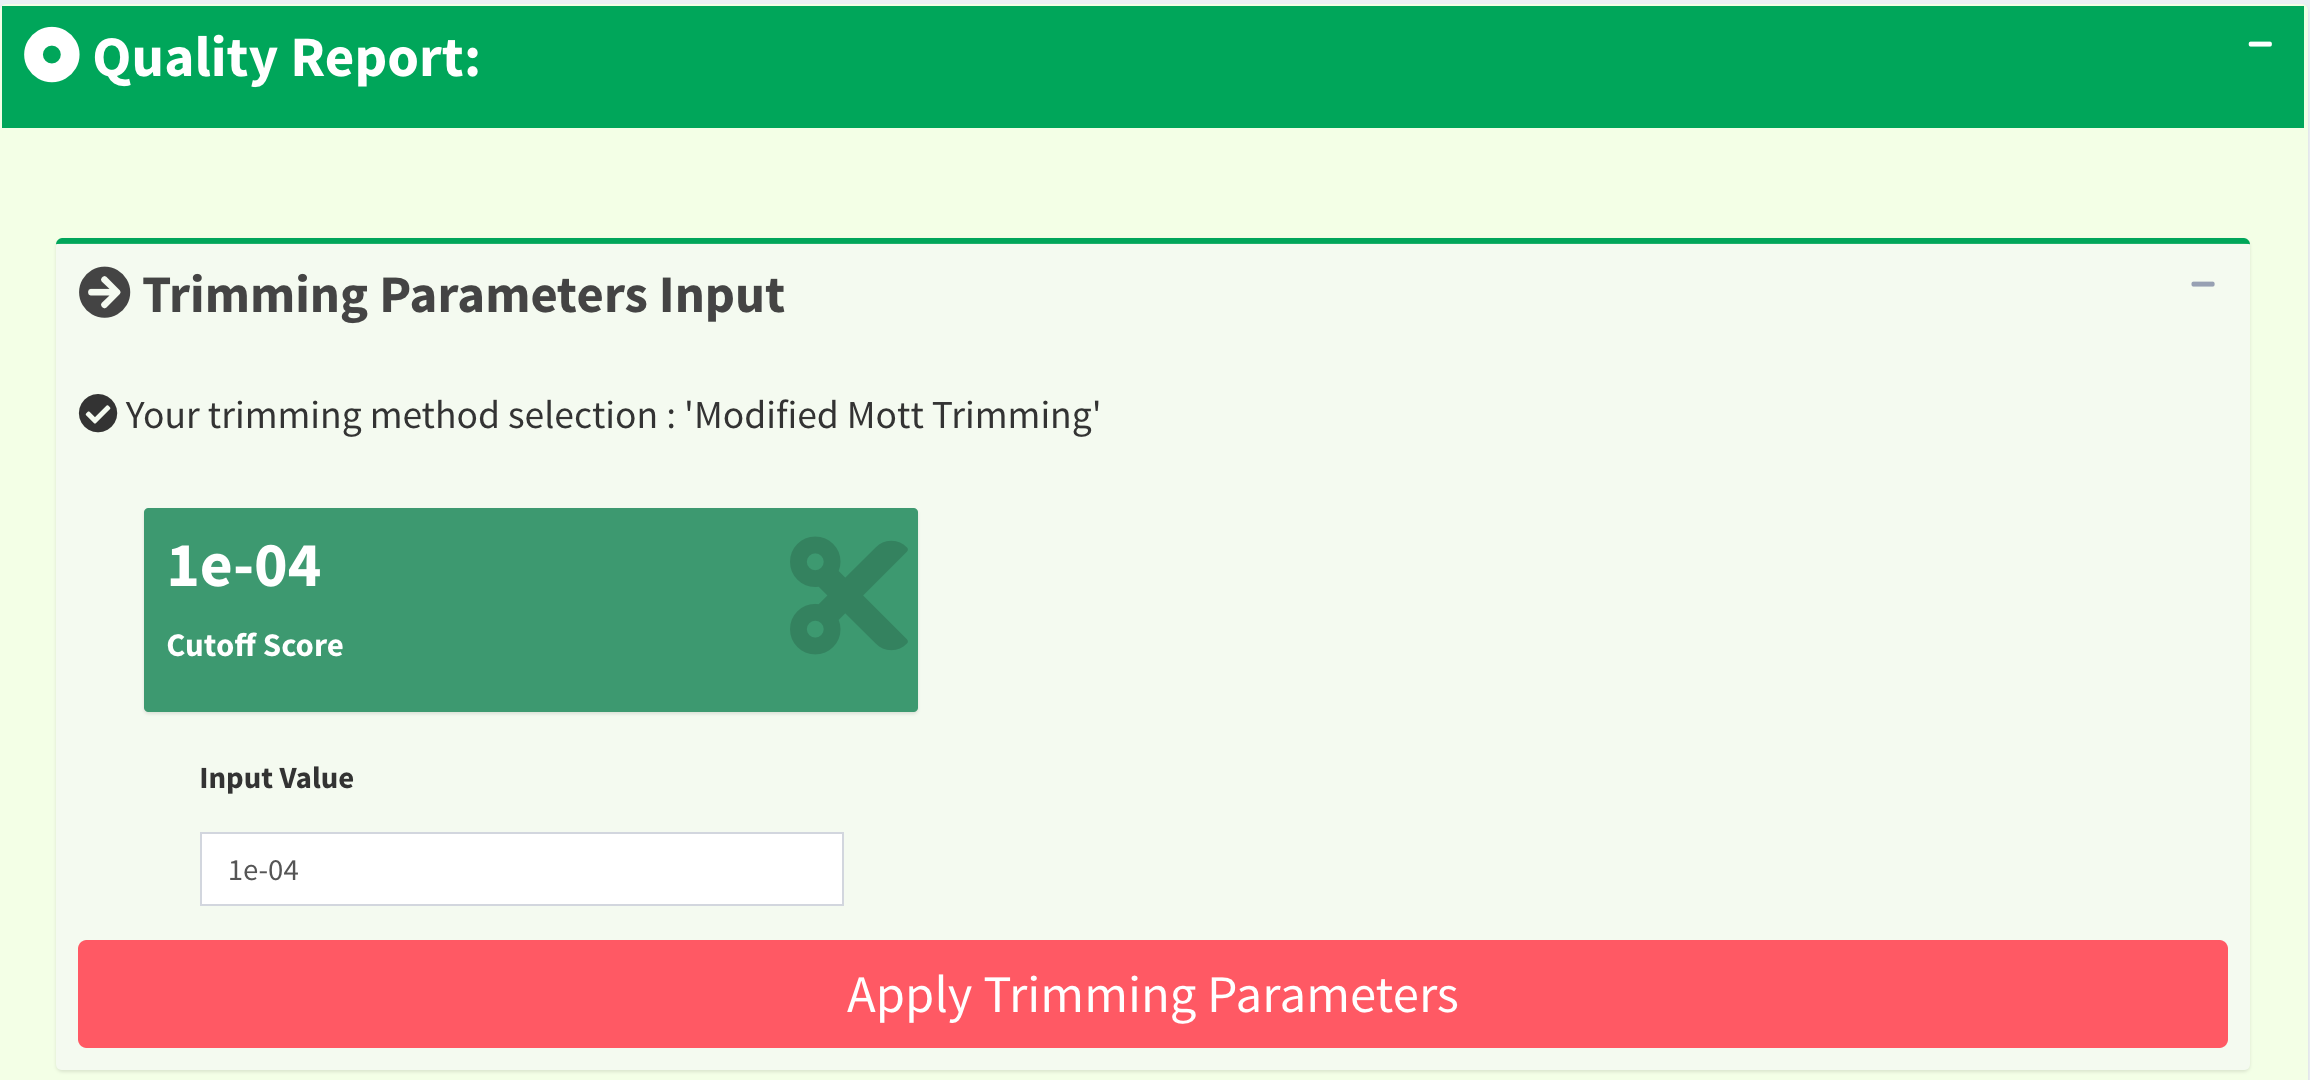 Quality Report:
Trimming Parameters Input
Your trimming method selection : 'Modified Mott Trimming'
1e-04
Cutoff Score
Input Value
1e-04
Apply Trimming Parameters